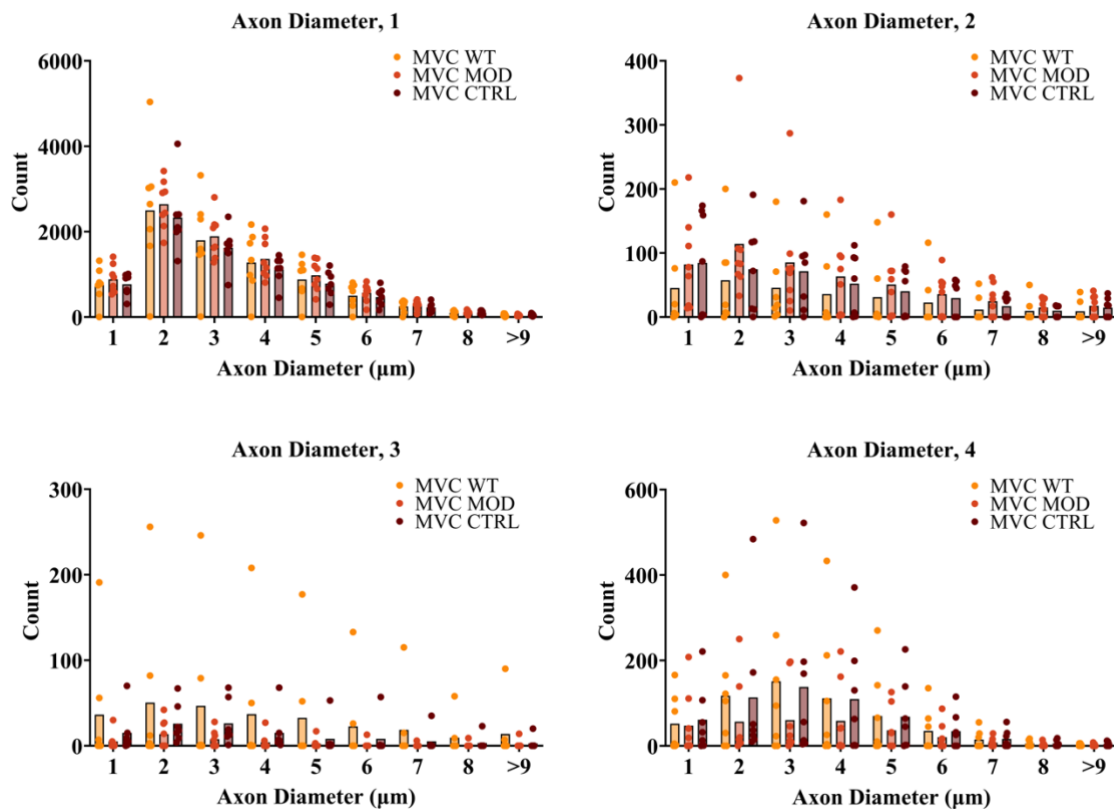 Axon Diameter, 1
6000
4000
2000
0
Count
MVC WT
MVC MOD
MVC CTRL
1 2 3 4 5 6 7 8 >9
Axon Diameter (μm)
Axon Diameter, 2
400
300
200
100
0
Count
MVC WT
MVC MOD
MVC CTRL
1 2 3 4 5 6 7 8 >9
Axon Diameter (μm)
Axon Diameter, 3
300
200
100
0
Count
MVC WT
MVC MOD
MVC CTRL
1 2 3 4 5 6 7 8 >9
Axon Diameter (μm)
Axon Diameter, 4
600
400
200
0
Count
MVC WT
MVC MOD
MVC CTRL
1 2 3 4 5 6 7 8 >9
Axon Diameter (μm)